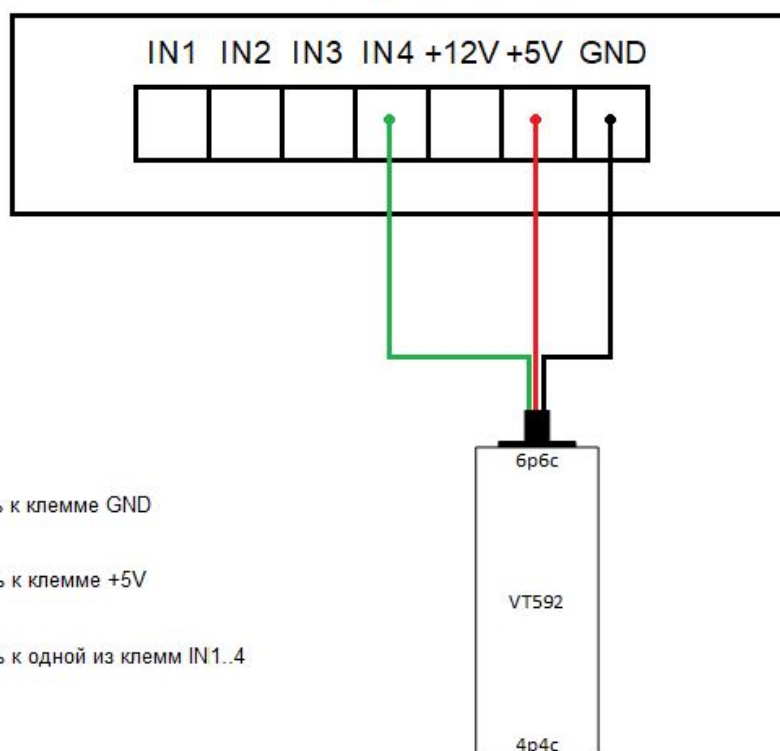 IN1 IN2 IN3 IN4 +12V +5V GND
6p6c
ь к клемме GND
ь к клемме +5V
VT592
ь к одной из клемм IN1..4
4p4c